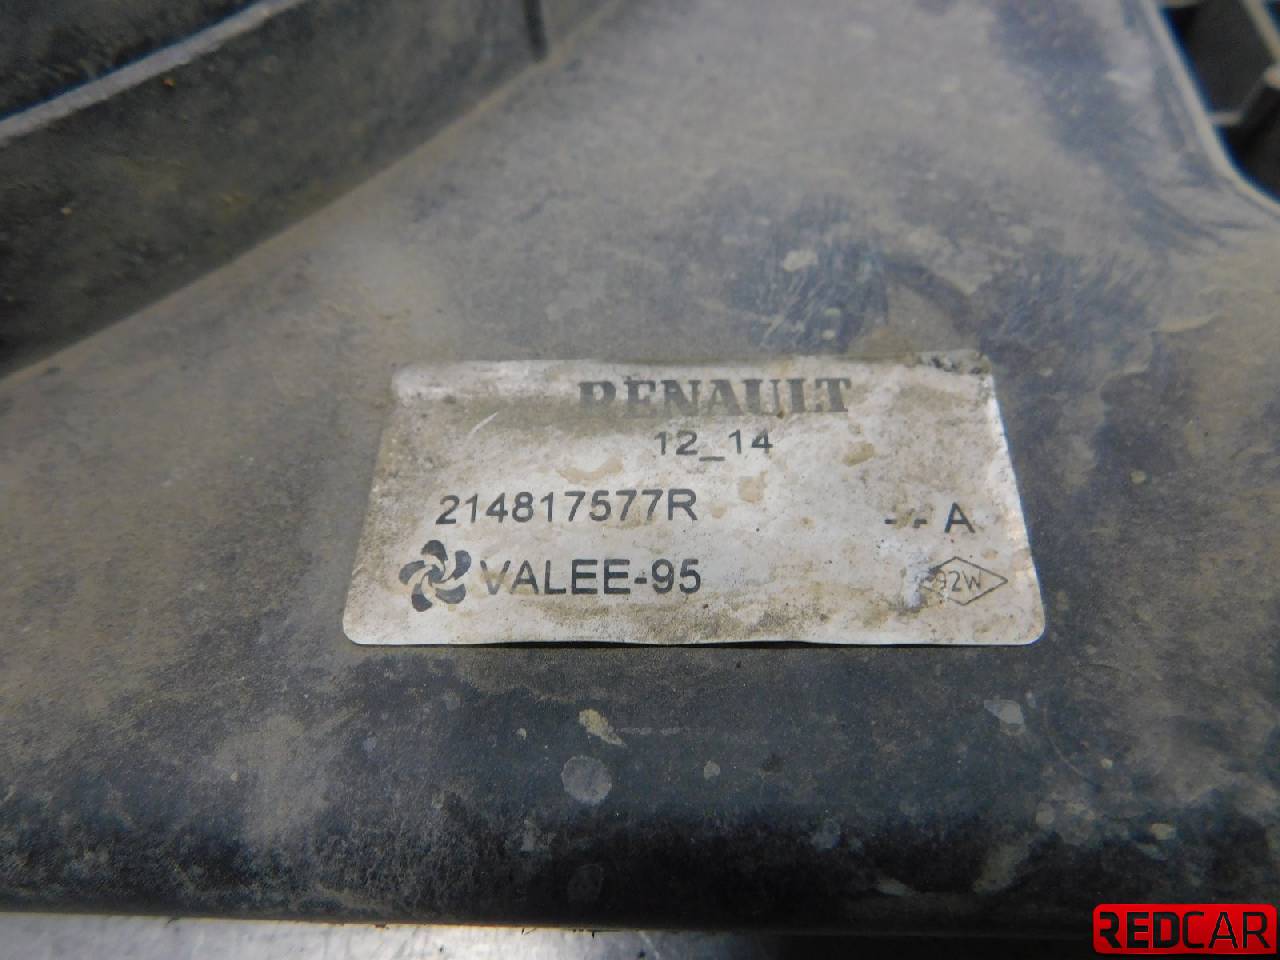 RENAULT
12_14
214817577R
-- A
VALEE-95
92W
REDCAR